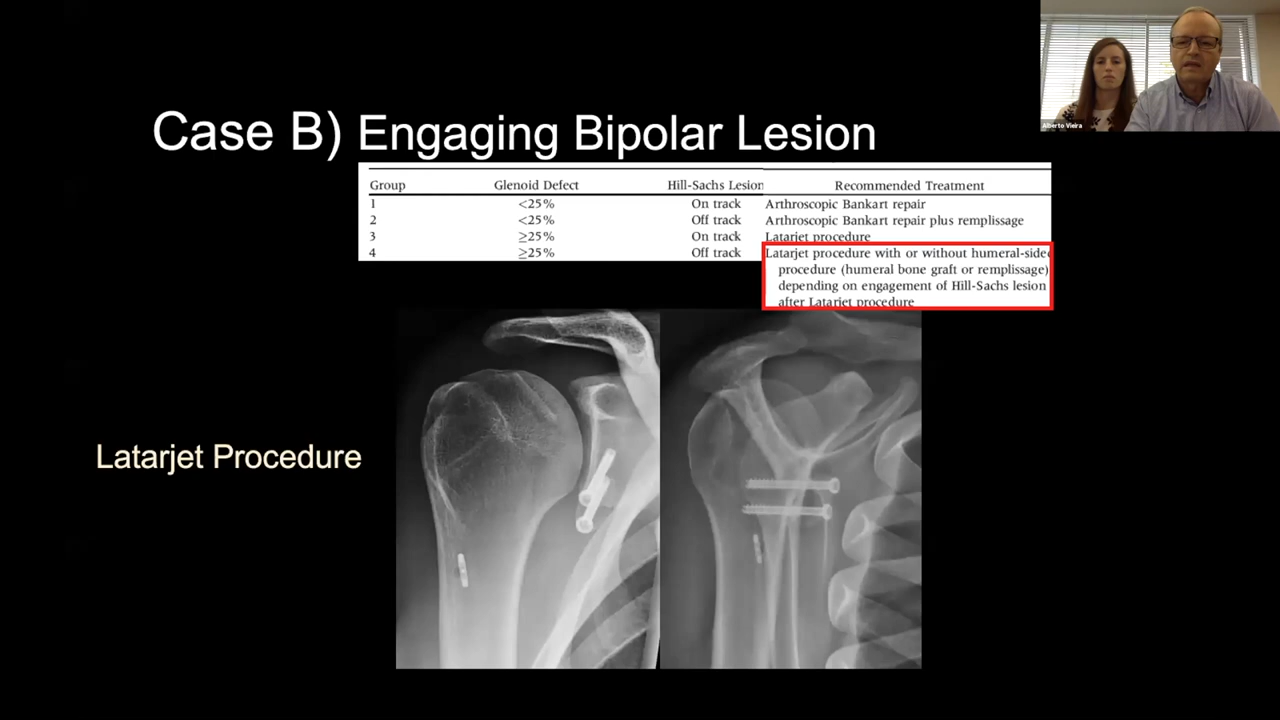 Alberto Vieira
Case B) Engaging Bipolar Lesion
Group Glenoid Defect Hill-Sachs Lesion Recommended Treatment
1 <25% On track Arthroscopic Bankart repair
2 <25% Off track Arthroscopic Bankart repair plus remplissage
3 ≥25% On track Latarjet procedure
4 ≥25% Off track Latarjet procedure with or without humeral-sided
procedure (humeral bone graft or remplissage)
depending on engagement of Hill-Sachs lesion
after Latarjet procedure
Latarjet Procedure